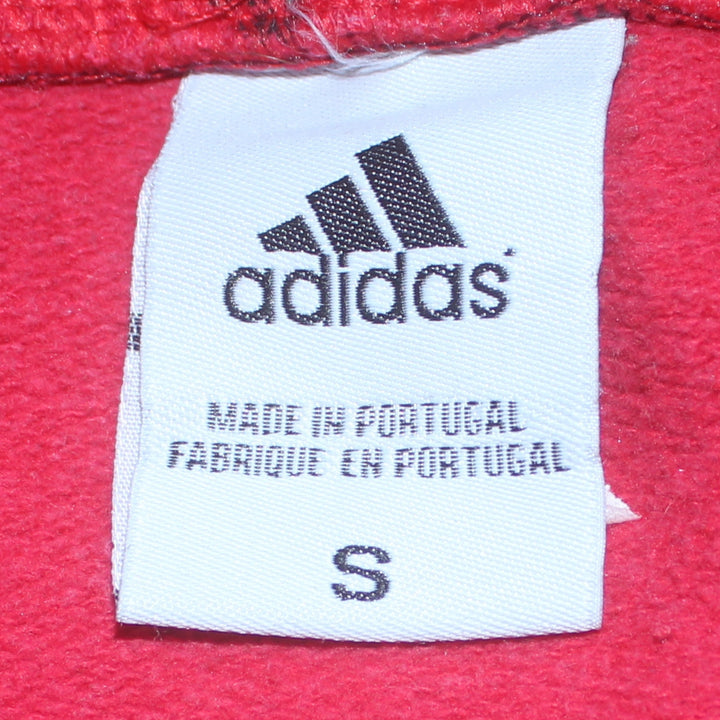 adidas
MADE IN PORTUGAL
FABRIQUE EN PORTUGAL
S